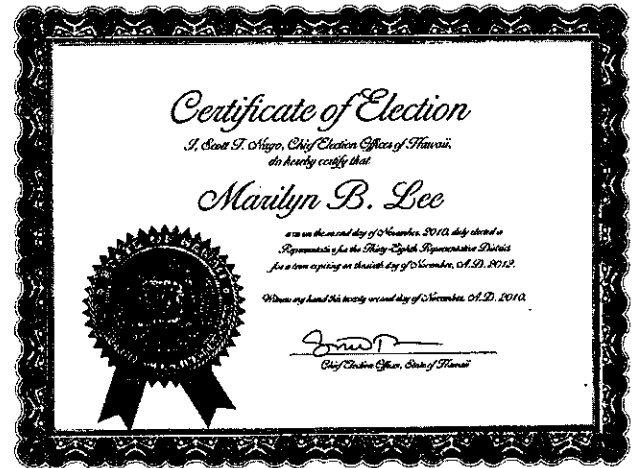 Certificate of Election
I, Scott T. Nago, Chief Election Officer of Hawaii,
do hereby certify that
Marilyn B. Lee
was on the second day of November, 2010, duly elected a
Representative for the Thirty-Eighth Representative District
for a term expiring on the sixth day of November, A.D. 2012.
Witness my hand this twenty second day of November, A.D. 2010.
Chief Election Officer, State of Hawaii